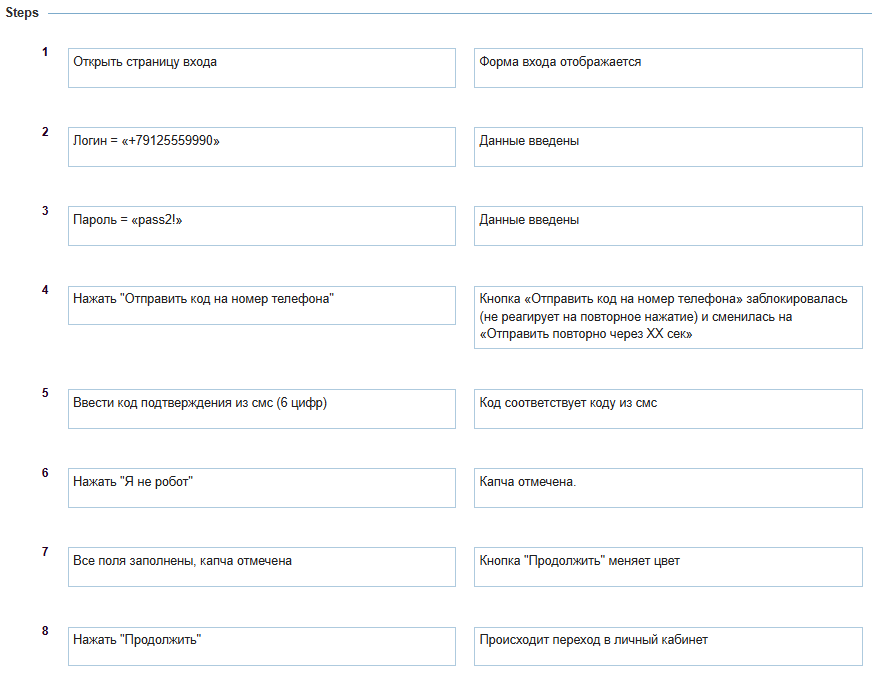 Steps
1
Открыть страницу входа
Форма входа отображается
2
Логин = «+79125559990»
Данные введены
3
Пароль = «pass2!»
Данные введены
4
Нажать "Отправить код на номер телефона"
Кнопка «Отправить код на номер телефона» заблокировалась
(не реагирует на повторное нажатие) и сменилась на
«Отправить повторно через XX сек»
5
Ввести код подтверждения из смс (6 цифр)
Код соответствует коду из смс
6
Нажать "Я не робот"
Капча отмечена.
7
Все поля заполнены, капча отмечена
Кнопка "Продолжить" меняет цвет
8
Нажать "Продолжить"
Происходит переход в личный кабинет